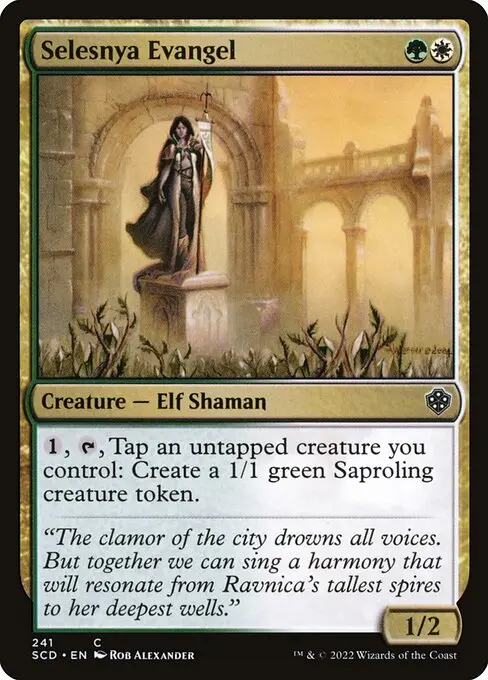 Selesnya Evangel
Creature — Elf Shaman
1, , Tap an untapped creature you
control: Create a 1/1 green Saproling
creature token.
“The clamor of the city drowns all voices.
But together we can sing a harmony that
will resonate from Ravnica’s tallest spires
to her deepest wells.”
1/2
241 C
SCD • EN Rob Alexander
™ & © 2022 Wizards of the Coast